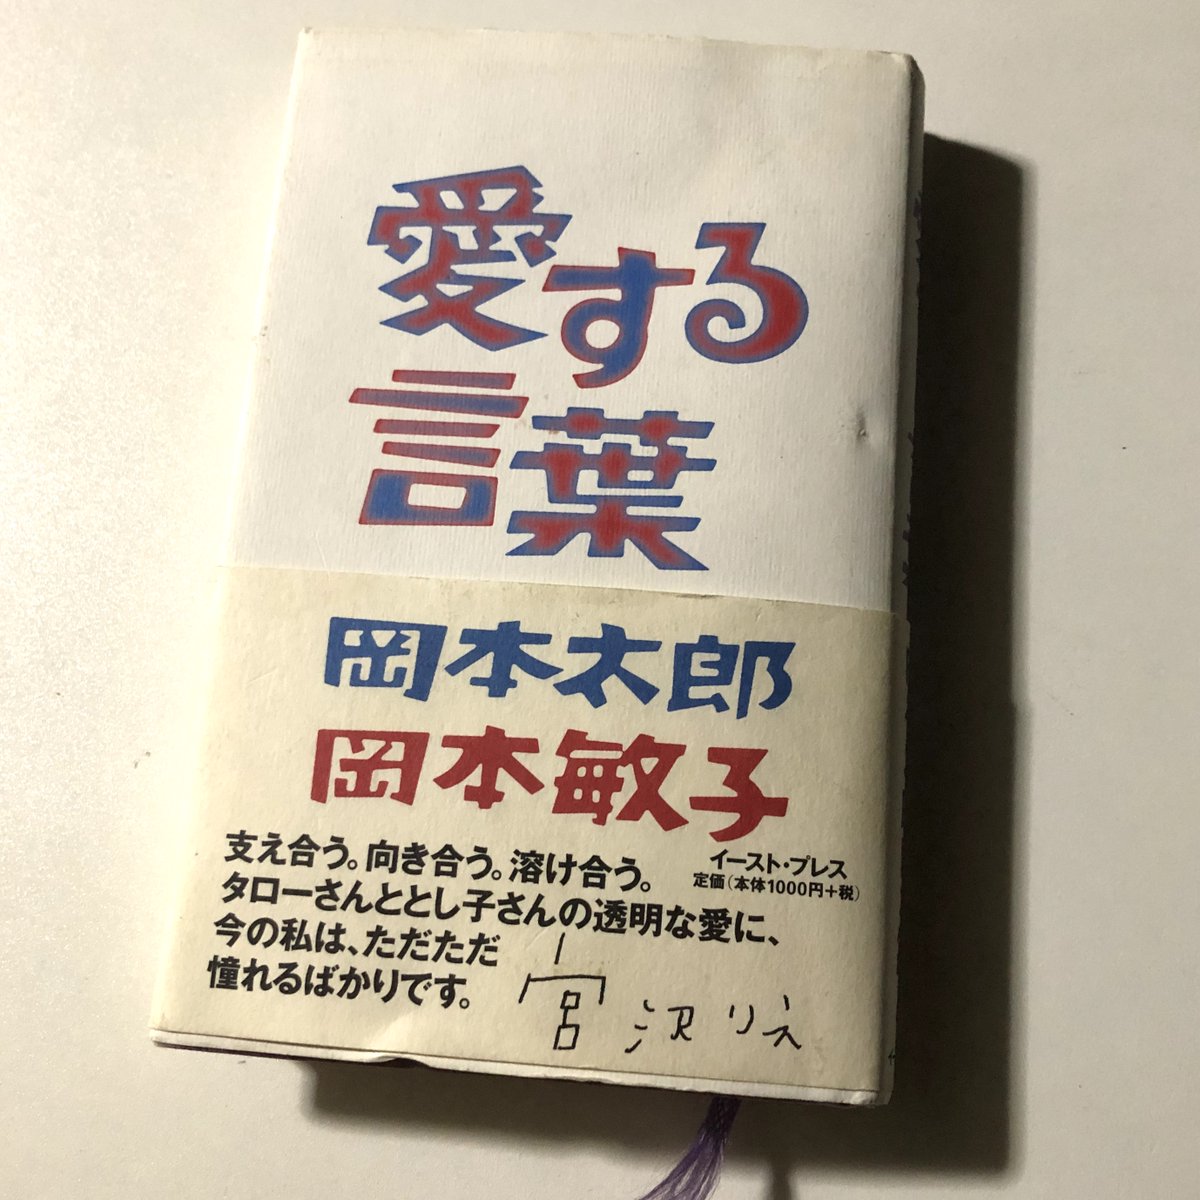 愛する
言葉
岡本太郎
岡本敏子
イースト・プレス
定価(本体1000円+税)
支え合う。向き合う。溶け合う。
タローさんととし子さんの透明な愛に、
今の私は、ただただ
憧れるばかりです。
宮沢りえ